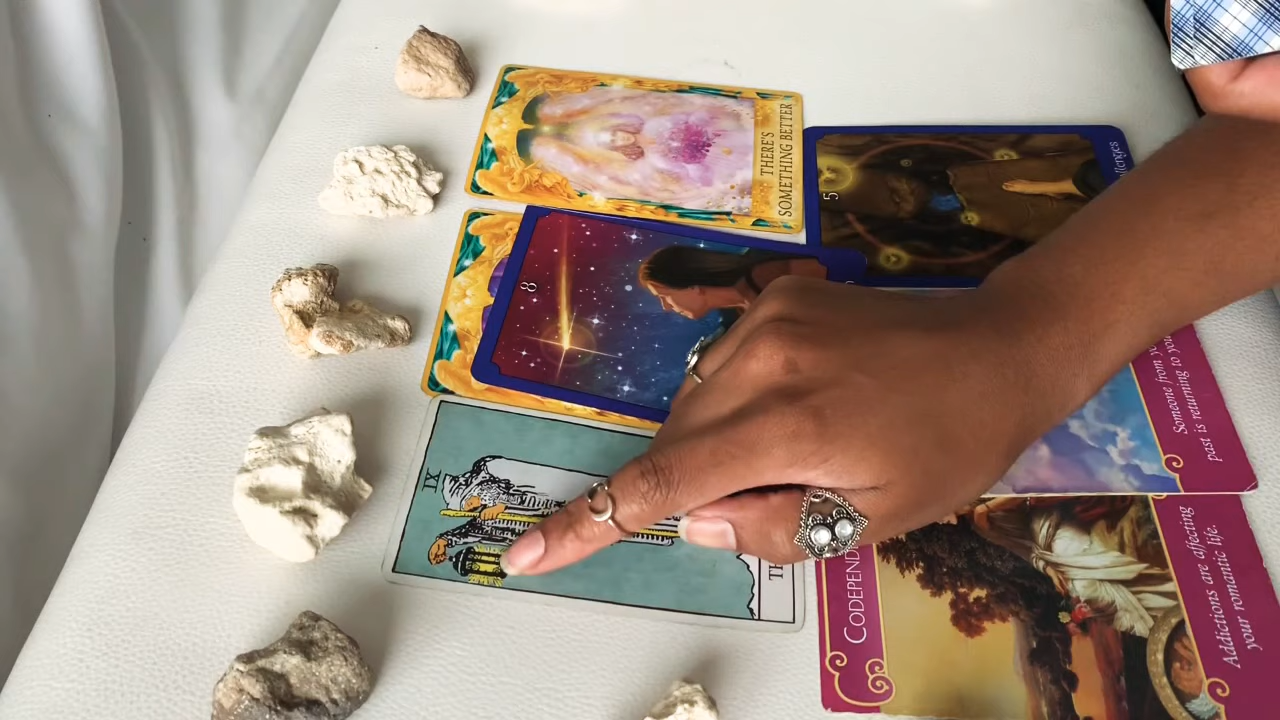 THERE'S
SOMETHING BETTER
5
8
IX
Someone from
past is returning to
CODEPEND
Addictions are affecting
your romantic life.